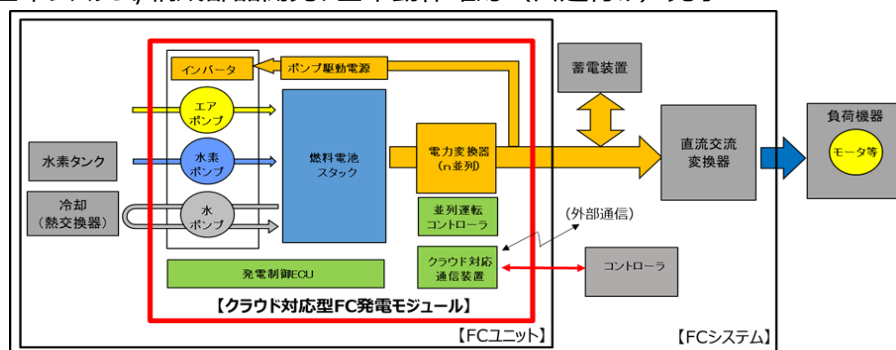 インバータ
ポンプ駆動電源
エア
ポンプ
水素タンク
水素
ポンプ
冷却
(熱交換器)
水
ポンプ
燃料電池
スタック
電力変換器
(n並列)
並列運転
コントローラ
クラウド対応
通信装置
発電制御ECU
【クラウド対応型FC発電モジュール】
(外部通信)
コントローラ
蓄電装置
直流交流
変換器
負荷機器
モータ等
【FCユニット】
【FCシステム】